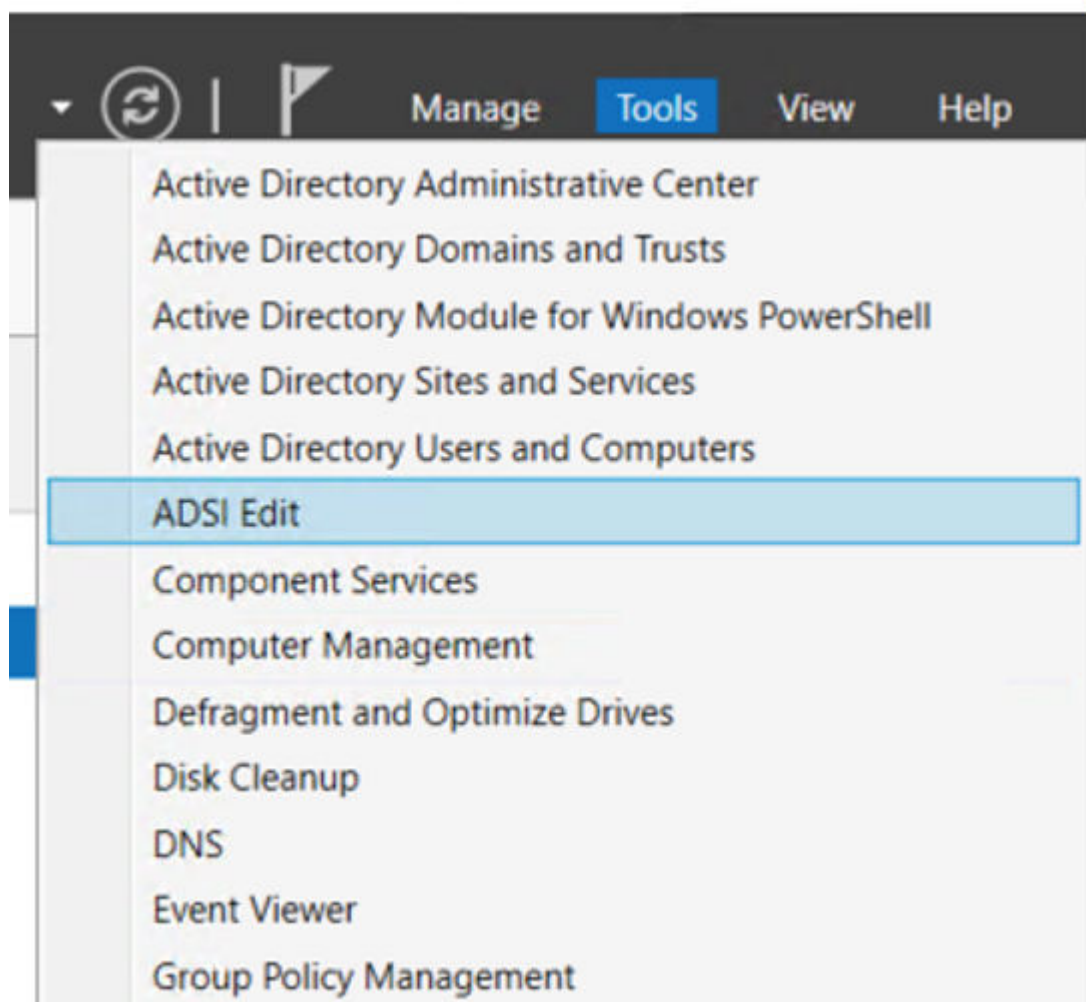 Manage Tools View Help
Active Directory Administrative Center
Active Directory Domains and Trusts
Active Directory Module for Windows PowerShell
Active Directory Sites and Services
Active Directory Users and Computers
ADSI Edit
Component Services
Computer Management
Defragment and Optimize Drives
Disk Cleanup
DNS
Event Viewer
Group Policy Management